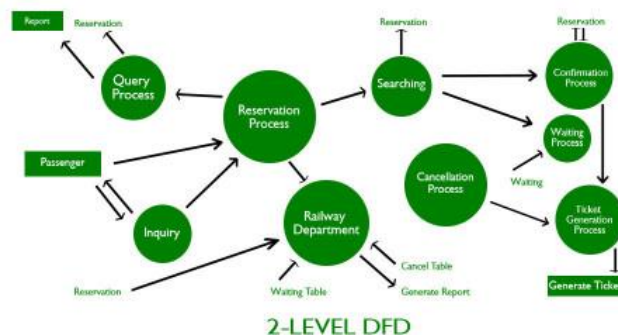 Report
Reservation
Query
Process
Reservation
Process
Reservation
Searching
Reservation
Confirmation
Process
Waiting
Process
Waiting
Passenger
Inquiry
Cancellation
Process
Railway
Department
Ticket
Generation
Process
Reservation
Waiting Table
Cancel Table
Generate Report
Generate Ticket
2-LEVEL DFD